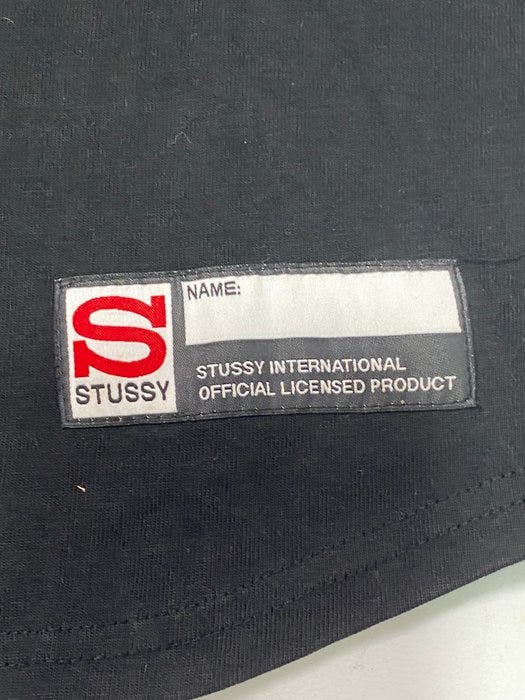 S
STUSSY
NAME:
STUSSY INTERNATIONAL
OFFICIAL LICENSED PRODUCT